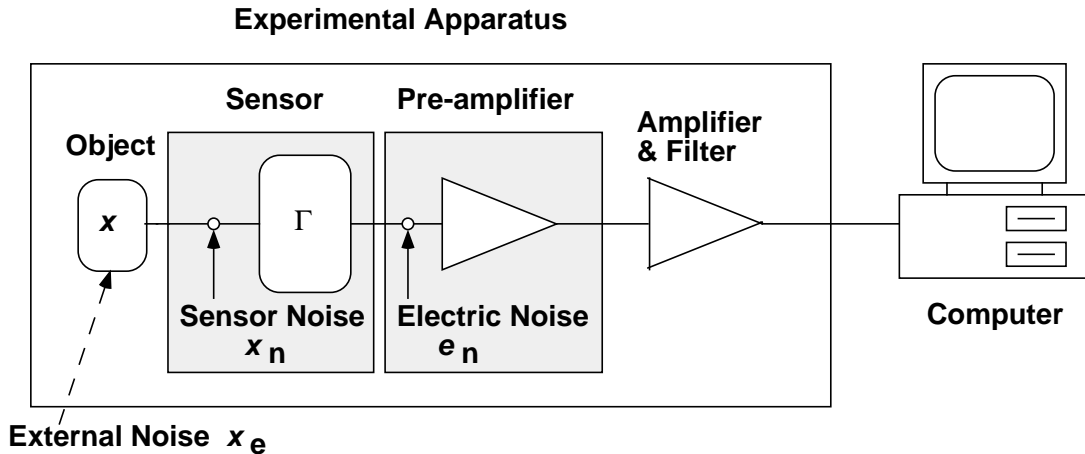 Experimental Apparatus
Sensor
Pre-amplifier
Amplifier
& Filter
Object
x
Γ
Sensor Noise
x n
Electric Noise
e n
Computer
External Noise x e